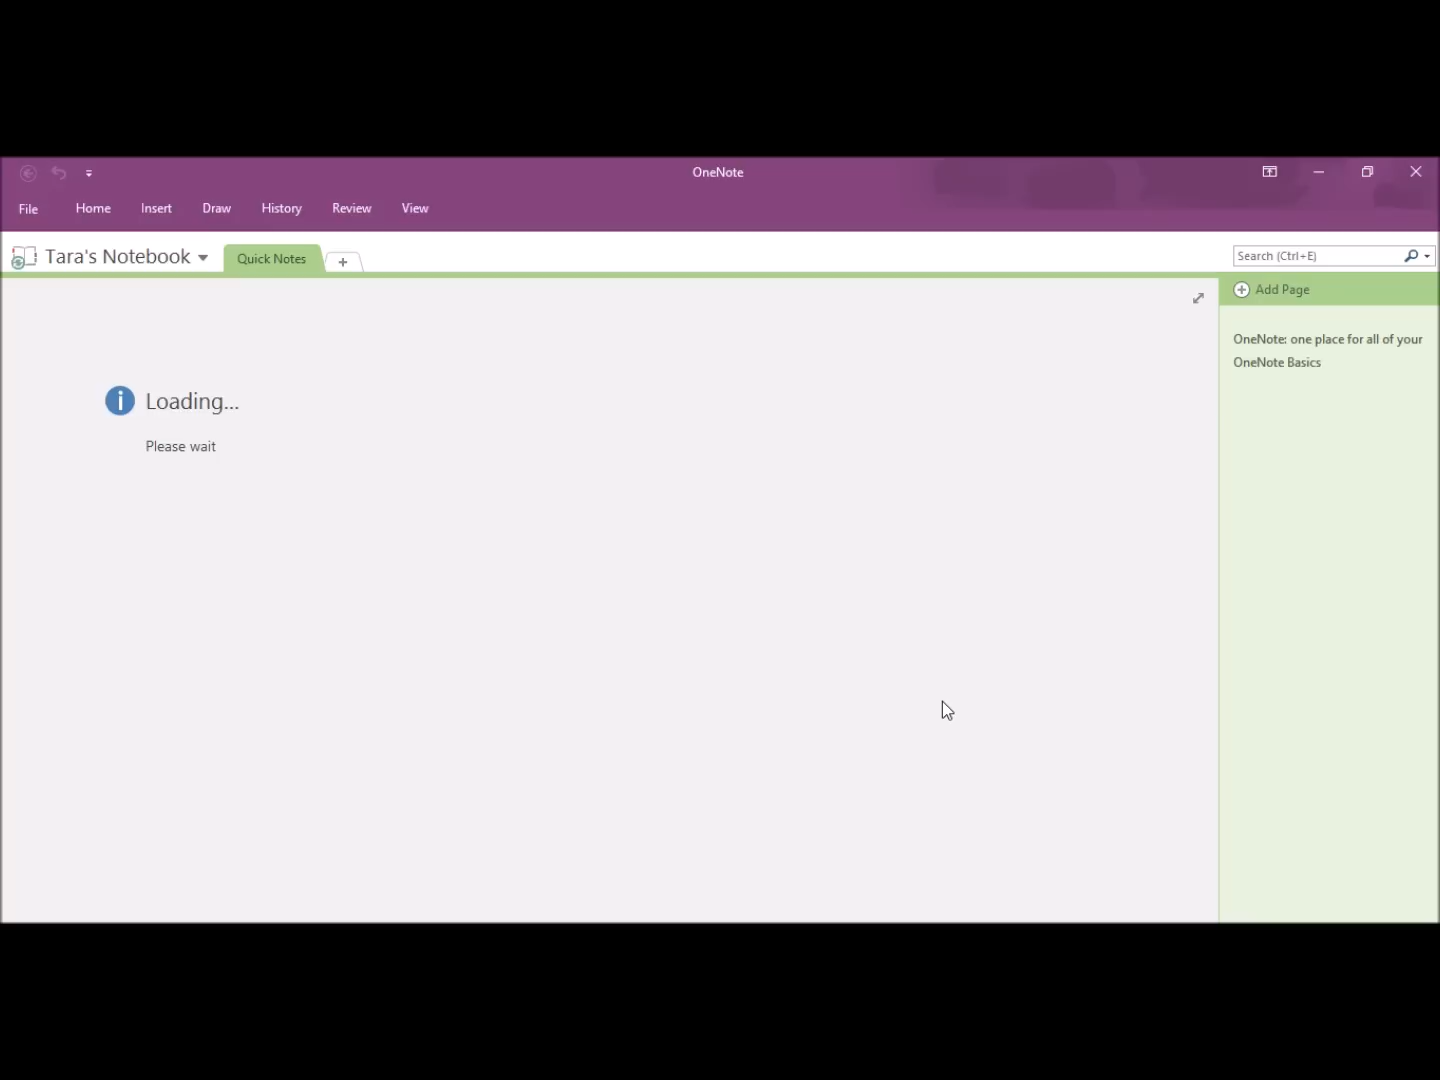 OneNote
File Home Insert Draw History Review View
Tara's Notebook Quick Notes + Search (Ctrl+E)
Add Page
OneNote: one place for all of your
OneNote Basics
Loading...
Please wait